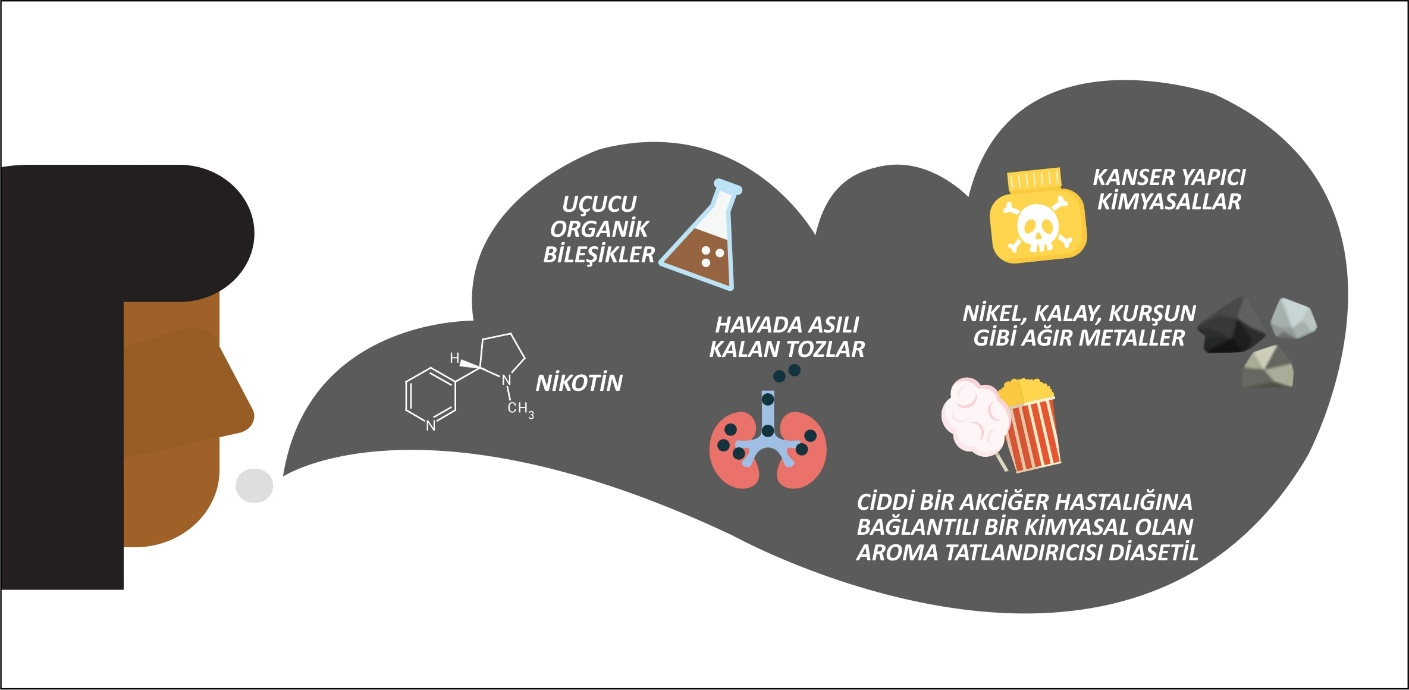 UÇUCU
ORGANİK
BİLEŞİKLER
KANSER YAPICI
KİMYASALLAR
HAVADA ASILI
KALAN TOZLAR
NİKEL, KALAY, KURŞUN
GİBİ AĞIR METALLER
H
N
CH3
N
NİKOTİN
CİDDİ BİR AKCİĞER HASTALIĞINA
BAĞLANTILI BİR KİMYASAL OLAN
AROMA TATLANDIRICISI DİASETİL